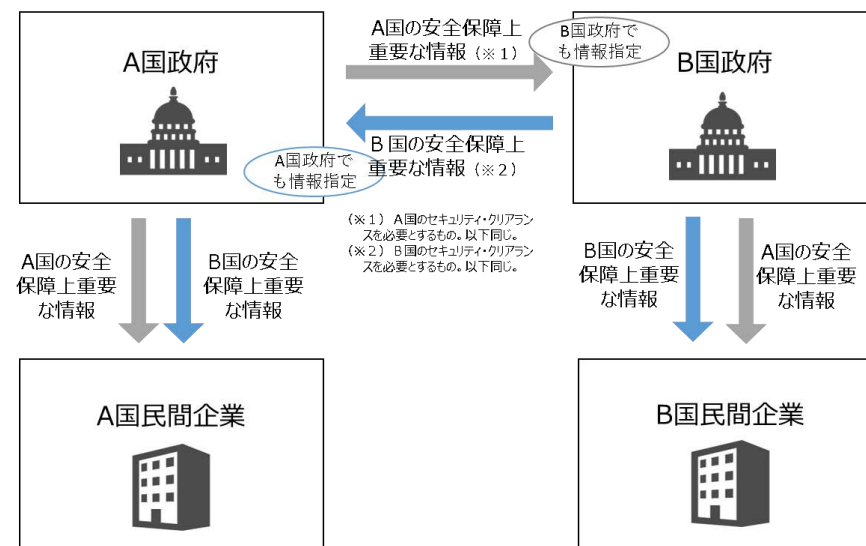 A国政府
A国の安全保障上
重要な情報（※1）
B国政府で
も情報指定
B国政府
B国の安全保障上
重要な情報（※2）
A国政府で
も情報指定
（※1） A国のセキュリティ・クリアラン
スを必要とするもの。以下同じ。
（※2） B国のセキュリティ・クリアラン
スを必要とするもの。以下同じ。
A国の安全
保障上重要
な情報
B国の安全
保障上重要
な情報
B国の安全
保障上重要
な情報
A国の安全
保障上重要
な情報
A国民間企業
B国民間企業